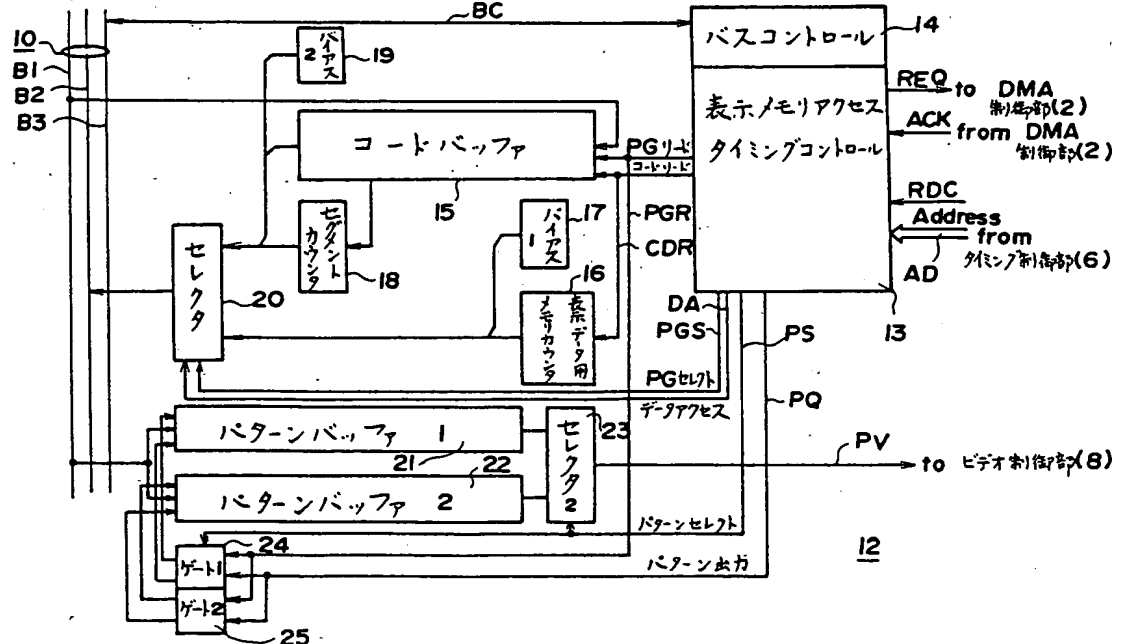 BC
10
B1
B2
B3
バイアス
2
19
バスコントロール
14
コードバッファ
15
表示メモリアクセス
タイミングコントロール
REQ to DMA
制御部(2)
ACK from DMA
制御部(2)
RDC
Address
from
タイミング制御部(6)
AD
13
PGリード
コードリード
PGR
CDR
セグメント
カウンタ
18
バイアス
1
17
16
表示データ用
メモリカウンタ
セレクタ
20
DA
PGS
PS
PQ
PGセレクト
データアクセス
パターンバッファ 1
21
パターンバッファ 2
22
セレクタ
2
23
PV
to ビデオ制御部(8)
パターンセレクト
パターン出力
24
ゲート1
ゲート2
25
12